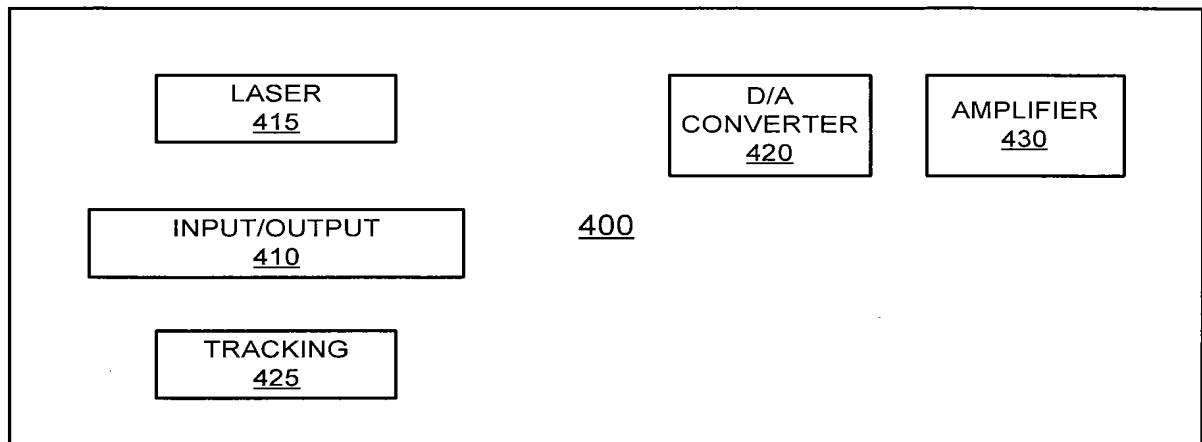 LASER
415
D/A
CONVERTER
420
AMPLIFIER
430
INPUT/OUTPUT
410
400
TRACKING
425